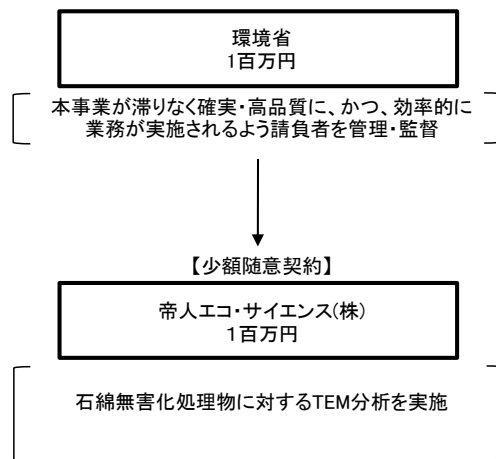 環境省
1百万円
本事業が滞りなく確実・高品質に、かつ、効率的に
業務が実施されるよう請負者を管理・監督
【少額随意契約】
帝人エコ・サイエンス(株)
１百万円
石綿無害化処理物に対するTEM分析を実施